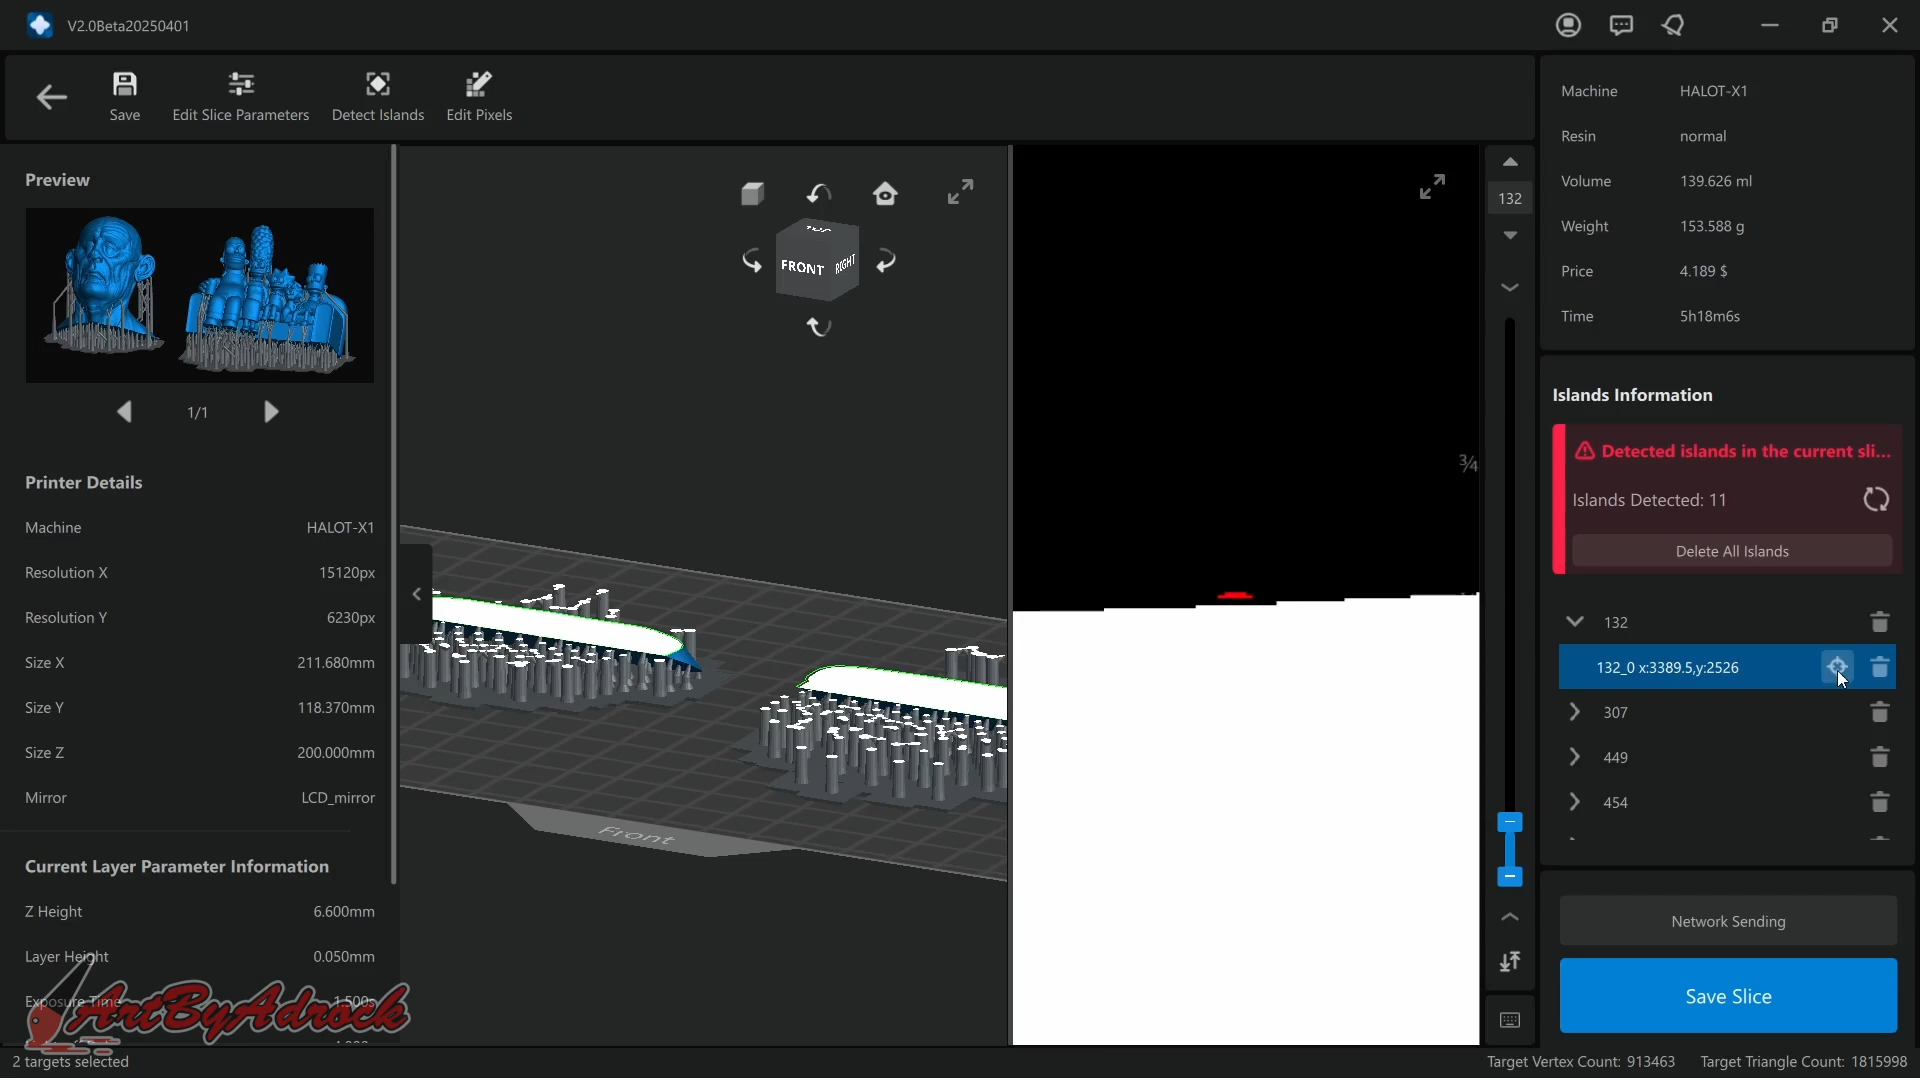 V2.0Beta20250401
Save
Edit Slice Parameters
Detect Islands
Edit Pixels
Preview
1/1
Printer Details
Machine HALOT-X1
Resolution X 15120px
Resolution Y 6230px
Size X 211.680mm
Size Y 118.370mm
Size Z 200.000mm
Mirror LCD_mirror
Current Layer Parameter Information
Z Height 6.600mm
Layer Height 0.050mm
Exposure Time 1.500s
ArtByAdrock
2 targets selected
TOP
FRONT
RIGHT
Front
¾
132
Machine HALOT-X1
Resin normal
Volume 139.626 ml
Weight 153.588 g
Price 4.189 $
Time 5h18m6s
Islands Information
Detected islands in the current sli...
Islands Detected: 11
Delete All Islands
132
132_0 x:3389.5,y:2526
307
449
454
Network Sending
Save Slice
Target Vertex Count: 913463
Target Triangle Count: 1815998